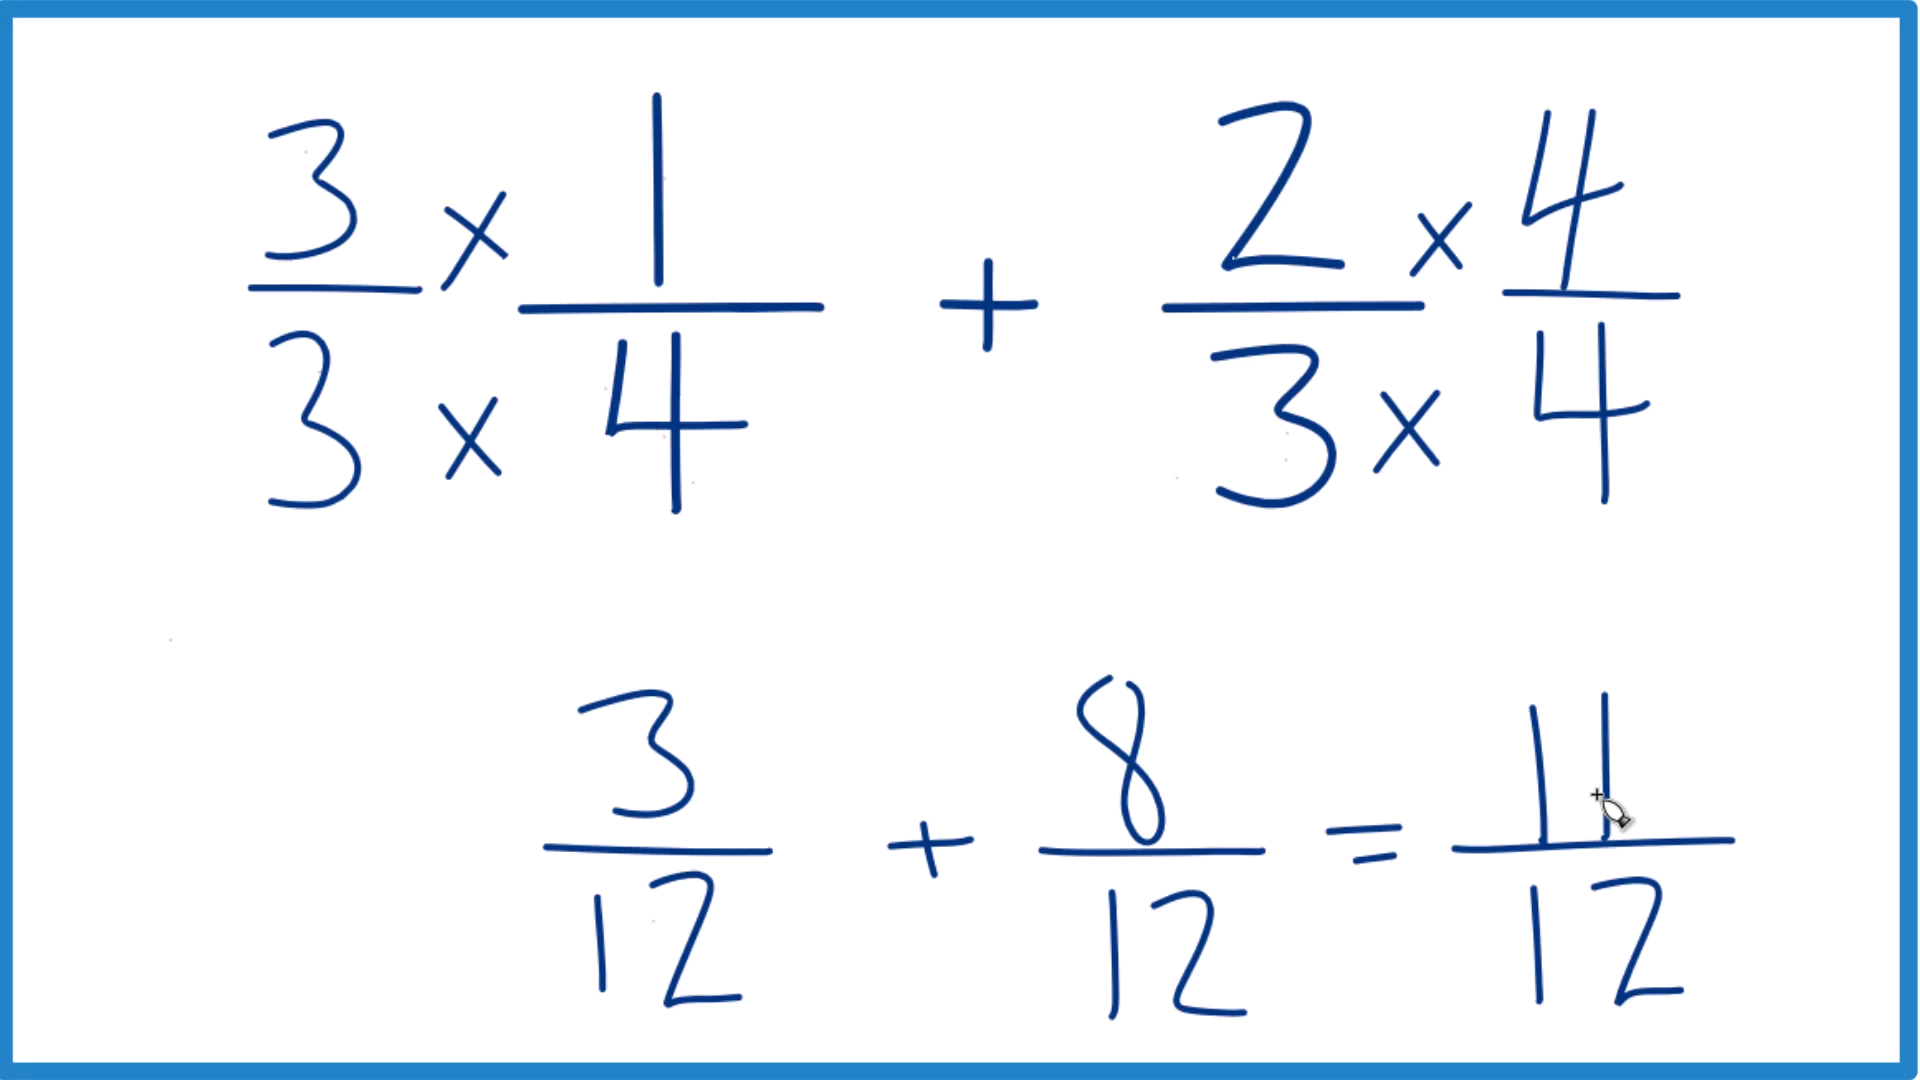 3/3 × 1/4 + 2/3 × 4/4
3/12 + 8/12 = 11/12